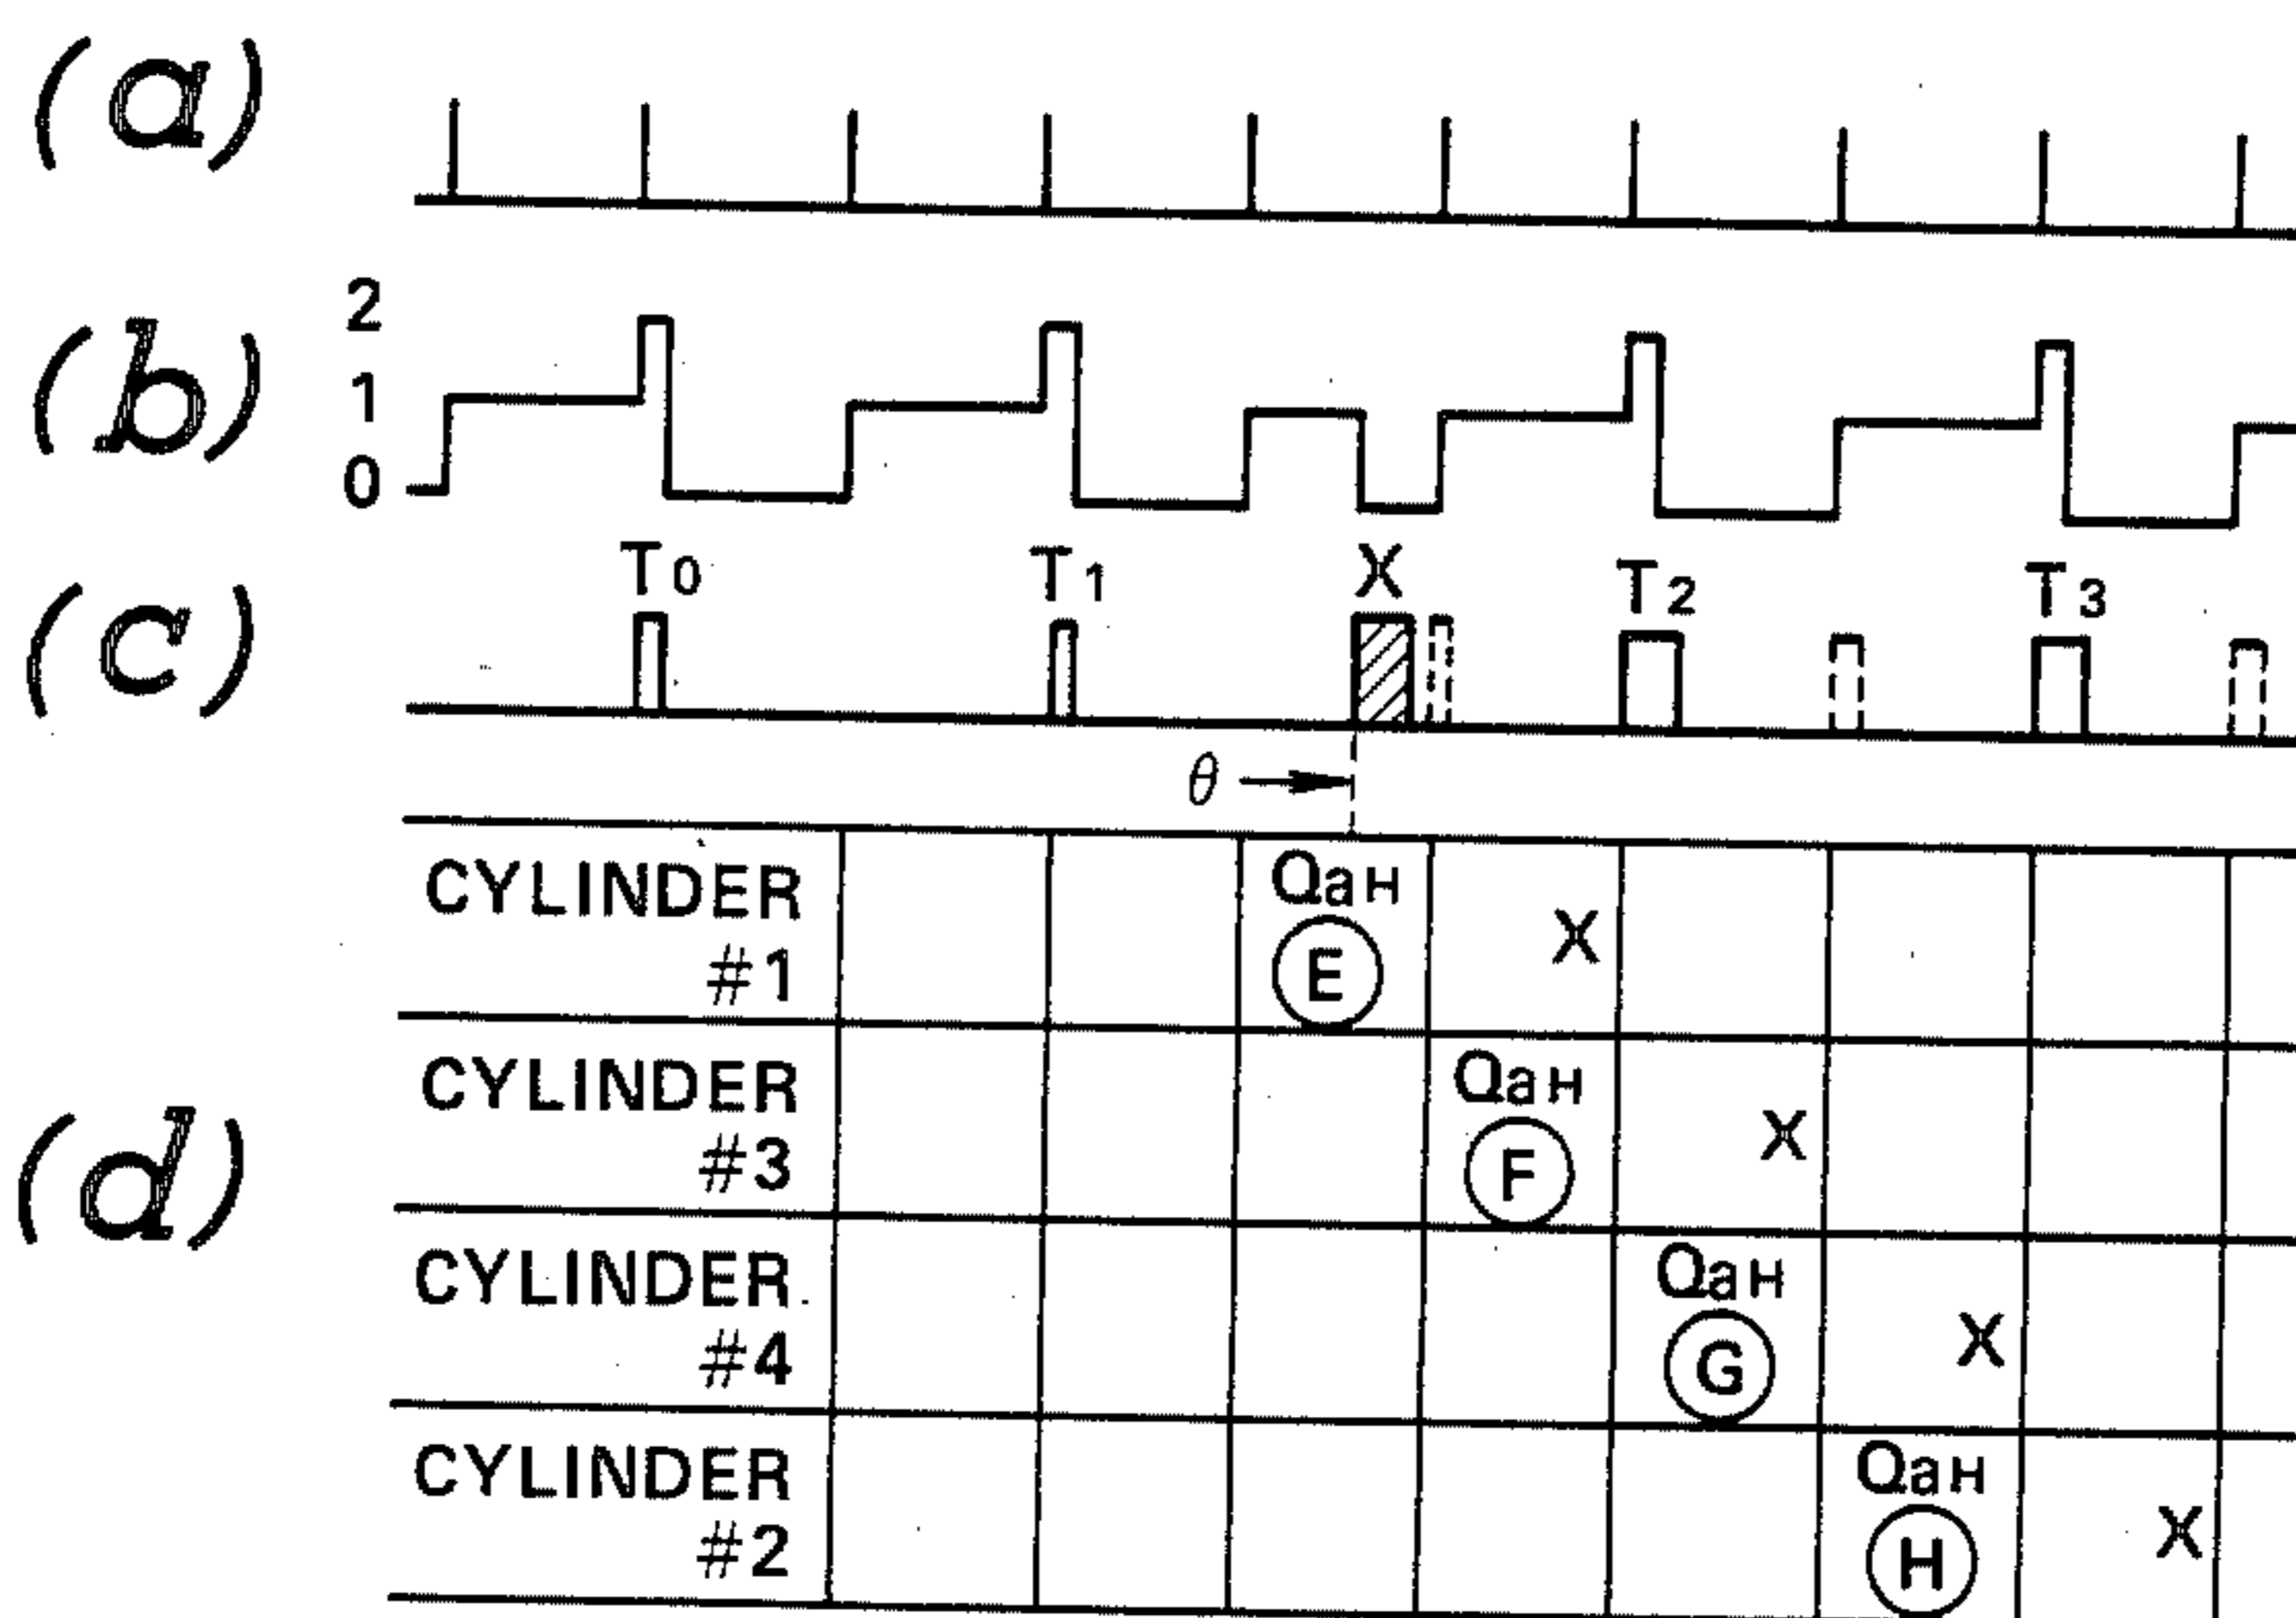 (a)
(b)
2
1
0
(c)
T0 T1 X T2 T3
θ
(d)
CYLINDER #1
QaH
E
X
CYLINDER #3
QaH
F
X
CYLINDER #4
QaH
G
X
CYLINDER #2
QaH
H
X